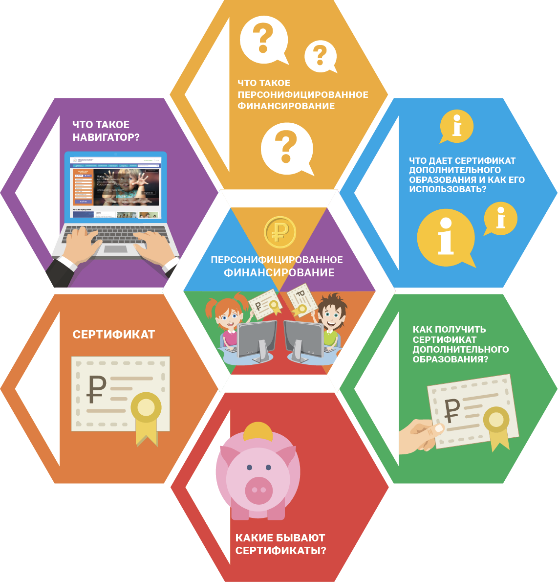 ЧТО ТАКОЕ
ПЕРСОНИФИЦИРОВАННОЕ
ФИНАНСИРОВАНИЕ
ЧТО ТАКОЕ
НАВИГАТОР?
ЧТО ДАЕТ СЕРТИФИКАТ
ДОПОЛНИТЕЛЬНОГО
ОБРАЗОВАНИЯ И КАК ЕГО
ИСПОЛЬЗОВАТЬ?
ПЕРСОНИФИЦИРОВАННОЕ
ФИНАНСИРОВАНИЕ
СЕРТИФИКАТ
КАК ПОЛУЧИТЬ
СЕРТИФИКАТ
ДОПОЛНИТЕЛЬНОГО
ОБРАЗОВАНИЯ?
КАКИЕ БЫВАЮТ
СЕРТИФИКАТЫ?